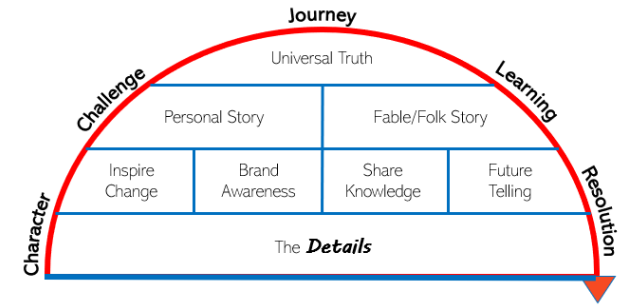 Journey
Challenge
Learning
Character
Resolution
Universal Truth
Personal Story
Fable/Folk Story
Inspire
Change
Brand
Awareness
Share
Knowledge
Future
Telling
The Details